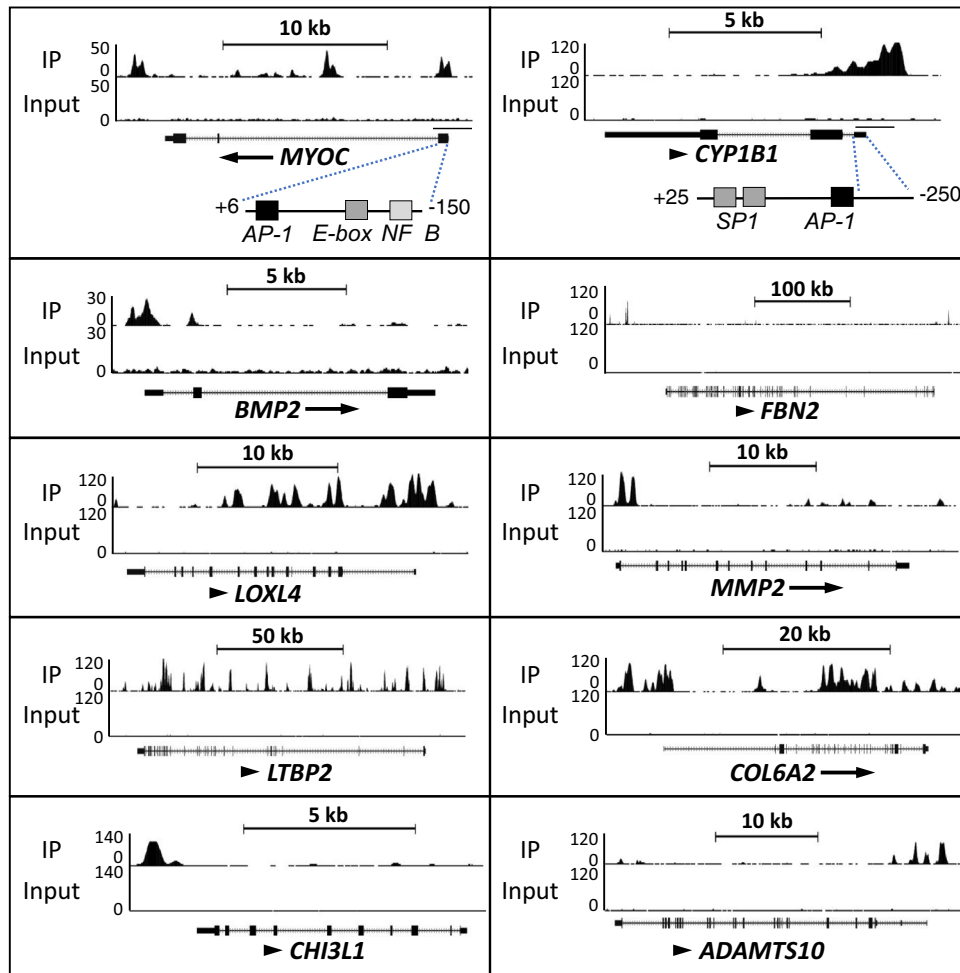 10 kb
IP
50
0
Input
50
0
MYOC
+6
-150
AP-1
E-box
NF B
5 kb
IP
120
0
Input
120
0
CYP1B1
+25
-250
SP1
AP-1
5 kb
IP
30
0
Input
30
0
BMP2
100 kb
IP
120
0
Input
120
0
FBN2
10 kb
IP
120
0
Input
120
0
LOXL4
10 kb
IP
120
0
Input
120
0
MMP2
50 kb
IP
120
0
Input
120
0
LTBP2
20 kb
IP
120
0
Input
120
0
COL6A2
5 kb
IP
140
0
Input
140
0
CHI3L1
10 kb
IP
120
0
Input
120
0
ADAMTS10